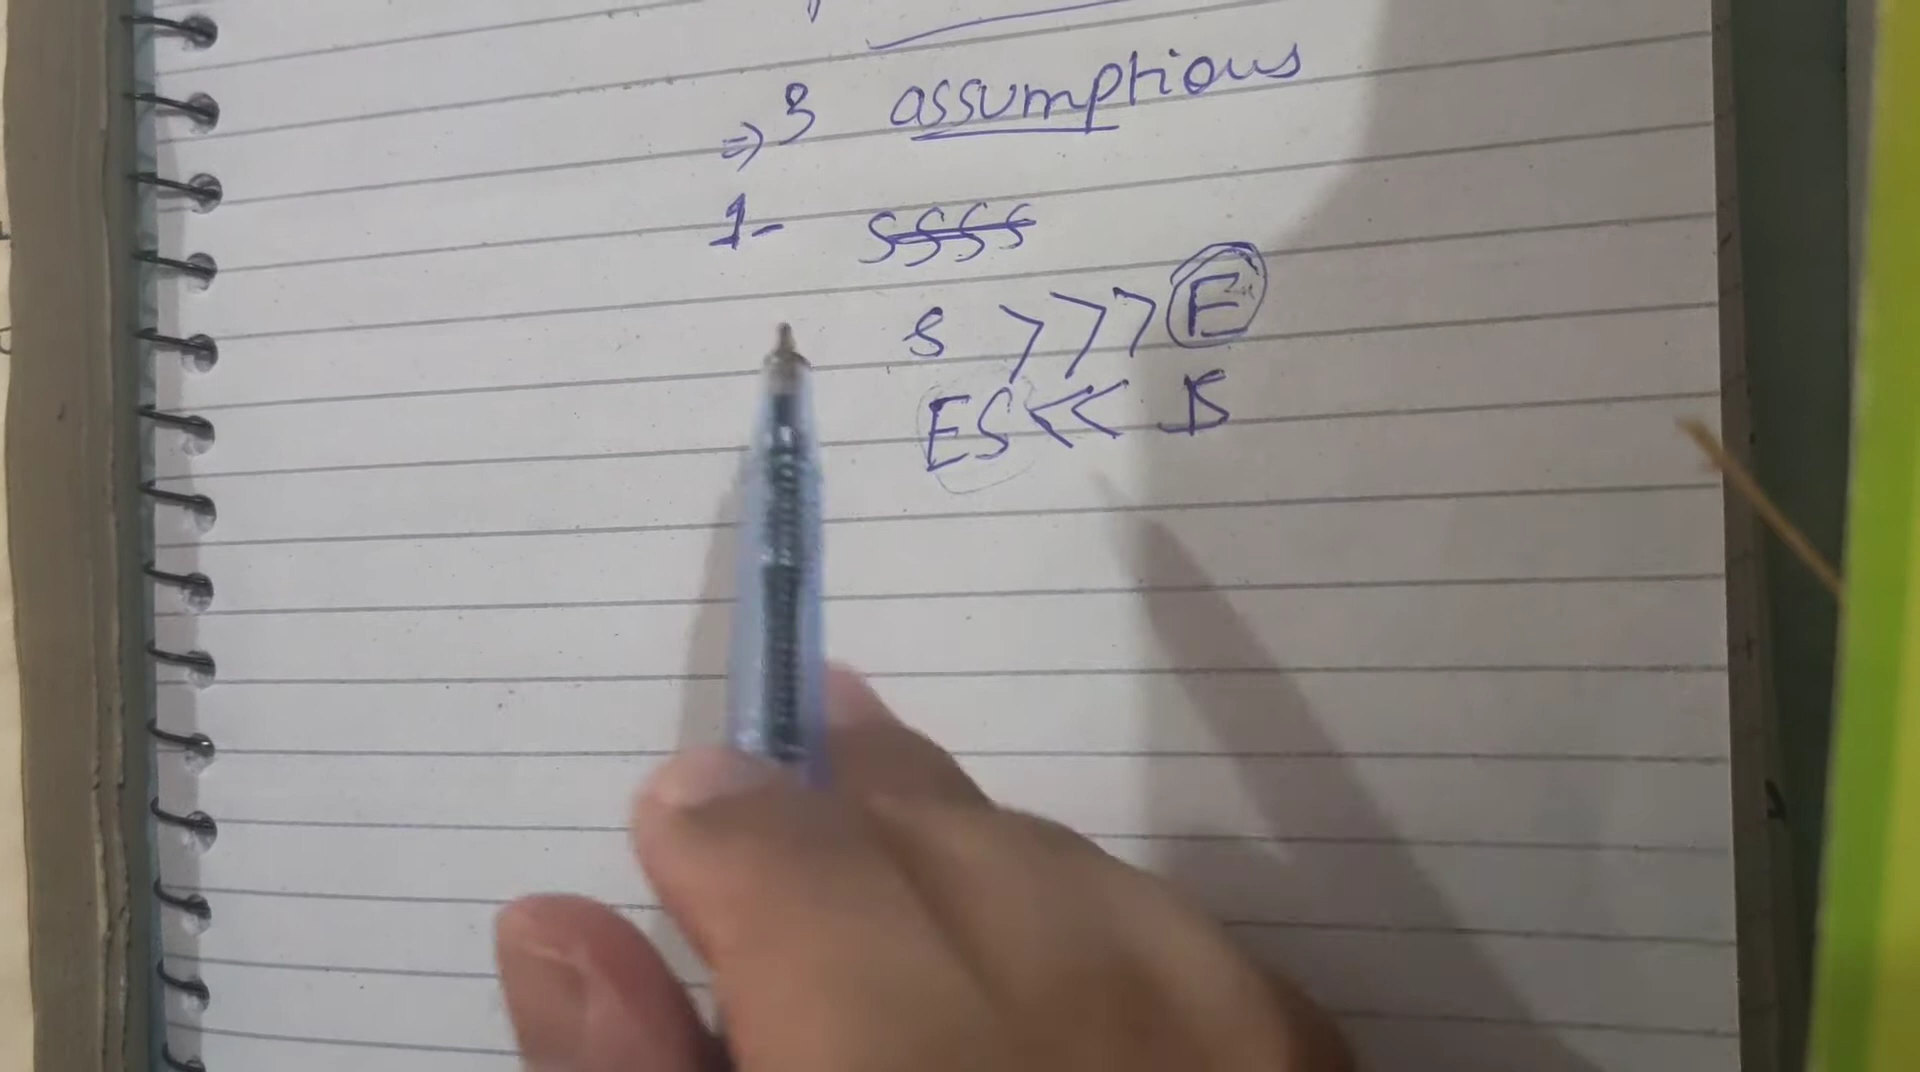 ⇒ 3 assumptions
1- SSSS
S >>> E
ES << S